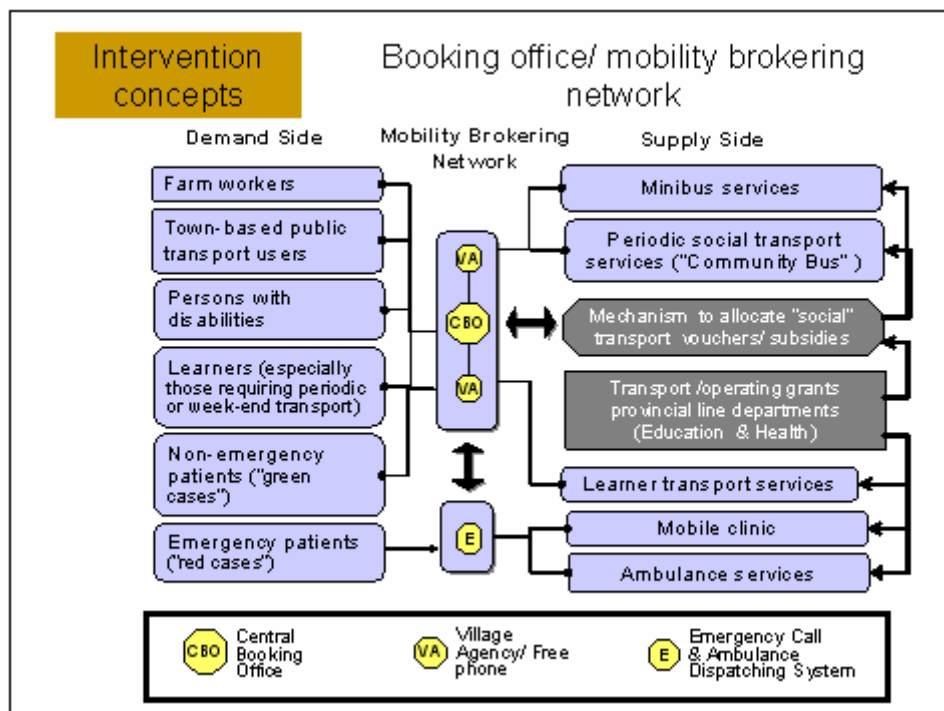 Intervention
concepts
Booking office/ mobility brokering
network
Demand Side
Mobility Brokering
Network
Supply Side
Farm workers
Town-based public
transport users
Persons with
disabilities
Learners (especially
those requiring periodic
or week-end transport)
Non-emergency
patients ("green
cases")
Emergency patients
("red cases")
VA
CBO
VA
E
Minibus services
Periodic social transport
services ("Community Bus" )
Mechanism to allocate "social"
transport vouchers/ subsidies
Transport /operating grants
provincial line departments
(Education & Health)
Learner transport services
Mobile clinic
Ambulance services
CBO
Central
Booking
Office
VA
Village
Agency/ Free
phone
E
Emergency Call
& Ambulance
Dispatching System